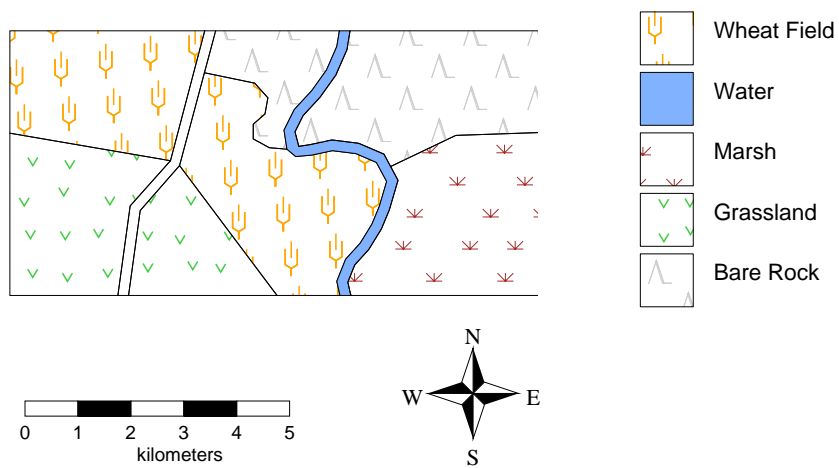 Wheat Field
Water
Marsh
Grassland
Bare Rock
N
W E
S
0 1 2 3 4 5
kilometers